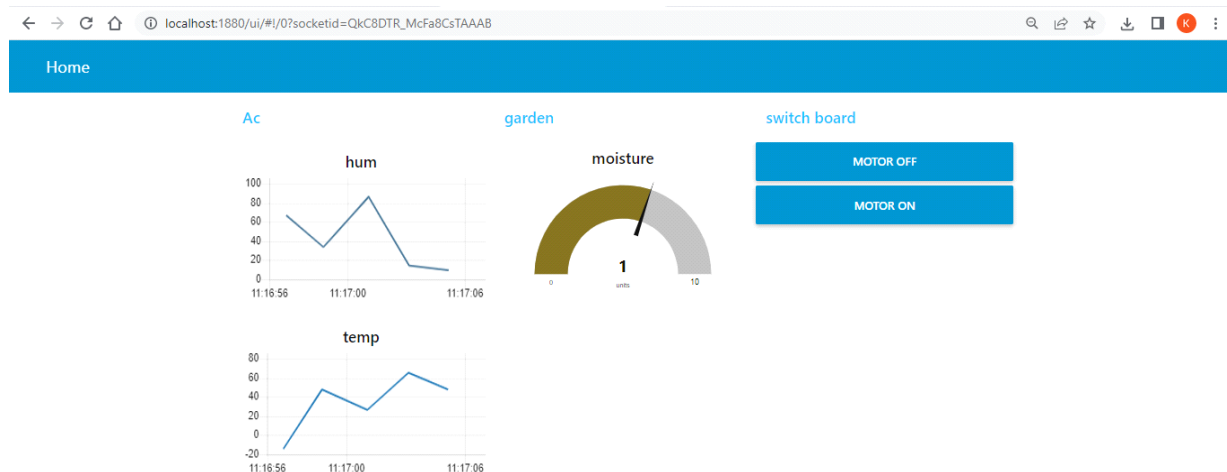 localhost:1880/ui/#!/0?socketid=QkC8DTR_McFa8CsTAAAB
K
Home
Ac
hum
100
80
60
40
20
0
11:16:56 11:17:00 11:17:06
temp
80
60
40
20
0
-20
11:16:56 11:17:00 11:17:06
garden
moisture
1
units
0 10
switch board
MOTOR OFF
MOTOR ON